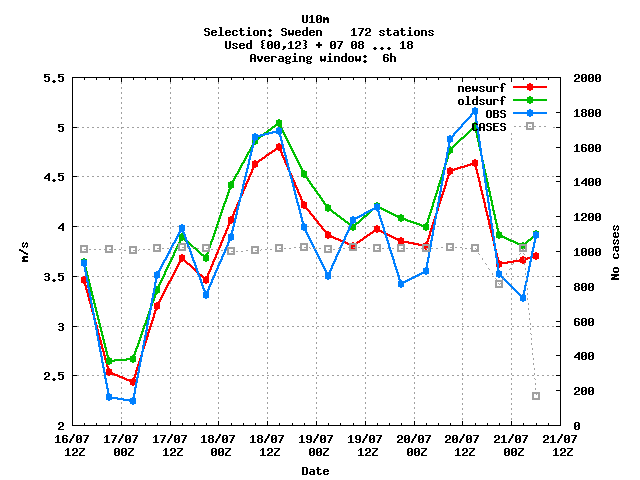 U10m
Selection: Sweden    172 stations
Used {00,12} + 07 08 ... 18
Averaging window:  6h
newsurf
oldsurf
OBS
CASES
5.5
5
4.5
4
3.5
3
2.5
2
m/s
2000
1800
1600
1400
1200
1000
800
600
400
200
0
No cases
16/07 17/07 17/07 18/07 18/07 19/07 19/07 20/07 20/07 21/07 21/07
12Z 00Z 12Z 00Z 12Z 00Z 12Z 00Z 12Z 00Z 12Z
Date